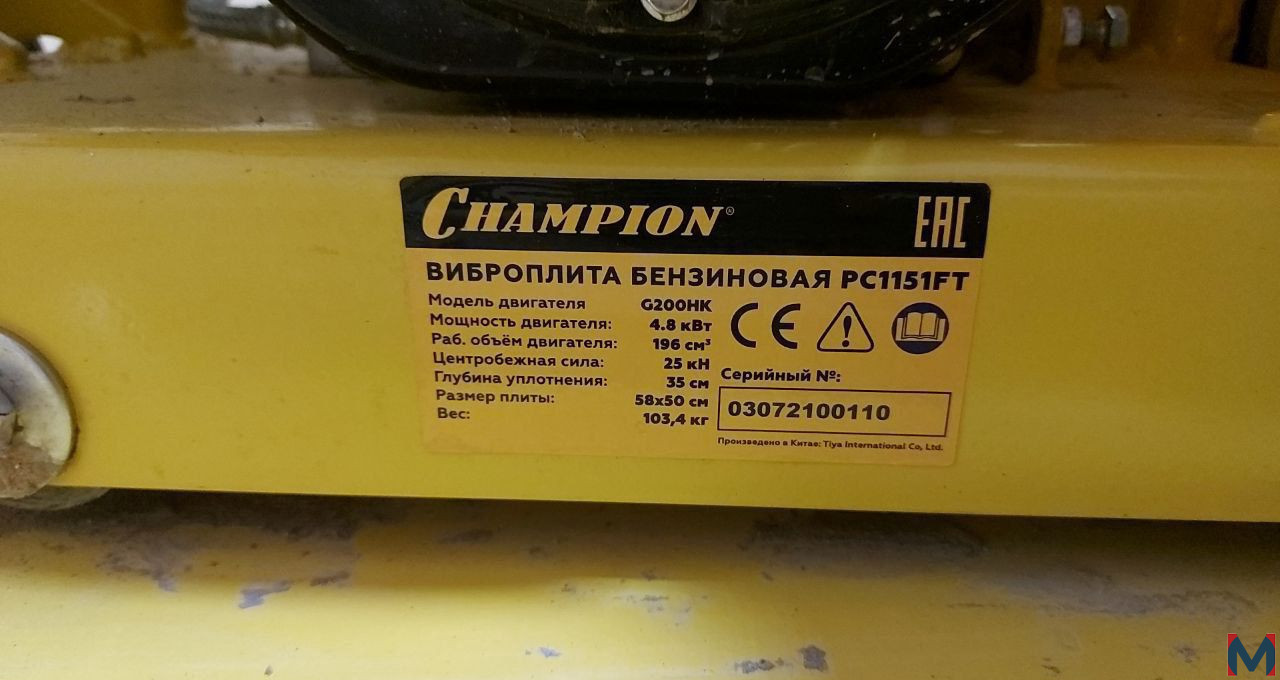 CHAMPION®
EAC
ВИБРОПЛИТА БЕНЗИНОВАЯ PC1151FT
Модель двигателя G200HK
Мощность двигателя: 4.8 кВт
Раб. объём двигателя: 196 см³
Центробежная сила: 25 кН
Глубина уплотнения: 35 см
Размер плиты: 58x50 см
Вес: 103,4 кг
CE
Серийный №:
03072100110
Произведено в Китае: Tiya International Co, Ltd.
M